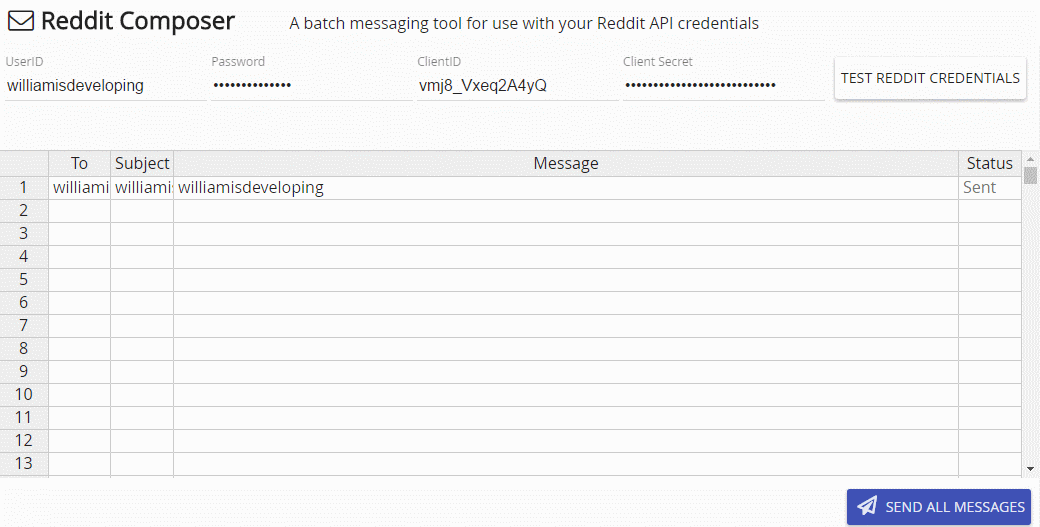 Reddit Composer A batch messaging tool for use with your Reddit API credentials
UserID Password ClientID Client Secret
williamisdeveloping •••••••••••••• vmj8_Vxeq2A4yQ ••••••••••••••••••••••••••• TEST REDDIT CREDENTIALS
To Subject Message Status
1 williami williami williamisdeveloping Sent
2
3
4
5
6
7
8
9
10
11
12
13
SEND ALL MESSAGES